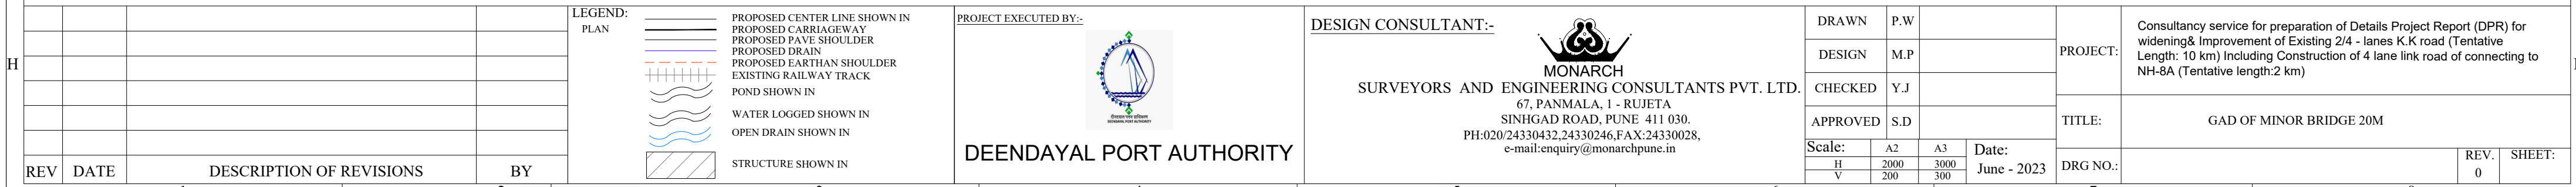 H
REV DATE DESCRIPTION OF REVISIONS BY
LEGEND:
PLAN
PROPOSED CENTER LINE SHOWN IN
PROPOSED CARRIAGEWAY
PROPOSED PAVE SHOULDER
PROPOSED DRAIN
PROPOSED EARTHAN SHOULDER
EXISTING RAILWAY TRACK
POND SHOWN IN
WATER LOGGED SHOWN IN
OPEN DRAIN SHOWN IN
STRUCTURE SHOWN IN
PROJECT EXECUTED BY:-
DEENDAYAL PORT AUTHORITY
DEENDAYAL PORT AUTHORITY
DESIGN CONSULTANT:-
MONARCH
SURVEYORS AND ENGINEERING CONSULTANTS PVT. LTD.
67, PANMALA, 1 - RUJETA
SINHGAD ROAD, PUNE 411 030.
PH:020/24330432,24330246,FAX:24330028,
e-mail:enquiry@monarchpune.in
DRAWN P.W
DESIGN M.P
CHECKED Y.J
APPROVED S.D
Scale: A2 A3
H 2000 3000
V 200 300
Date:
June - 2023
PROJECT:
Consultancy service for preparation of Details Project Report (DPR) for
widening& Improvement of Existing 2/4 - lanes K.K road (Tentative
Length: 10 km) Including Construction of 4 lane link road of connecting to
NH-8A (Tentative length:2 km)
TITLE: GAD OF MINOR BRIDGE 20M
DRG NO.:
REV.
0
SHEET: